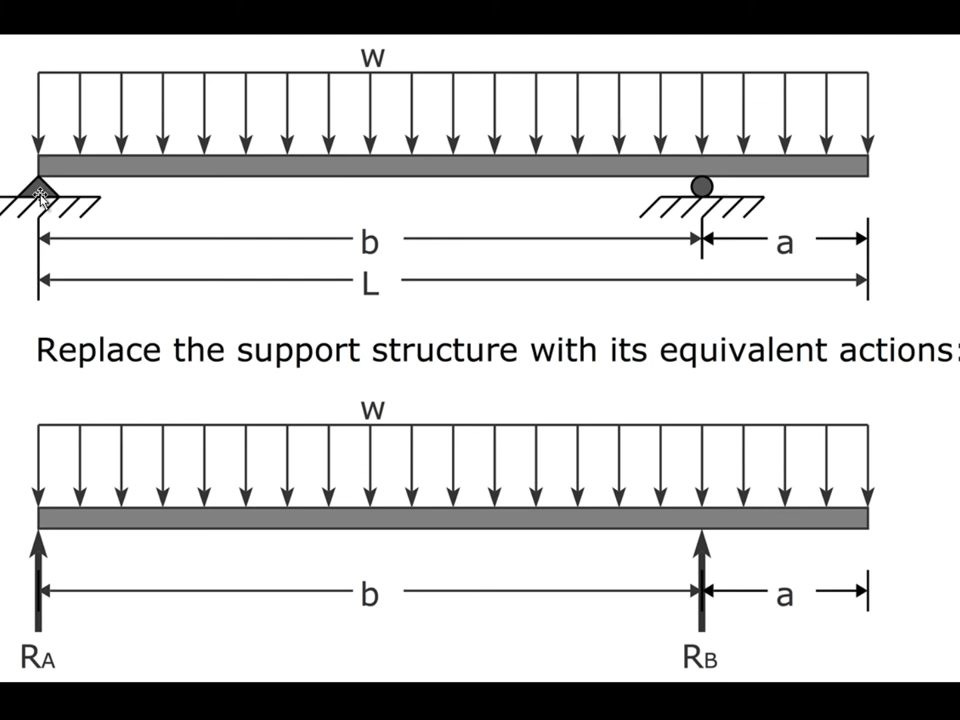 w
b
a
L
Replace the support structure with its equivalent actions:
w
b
a
RA
RB